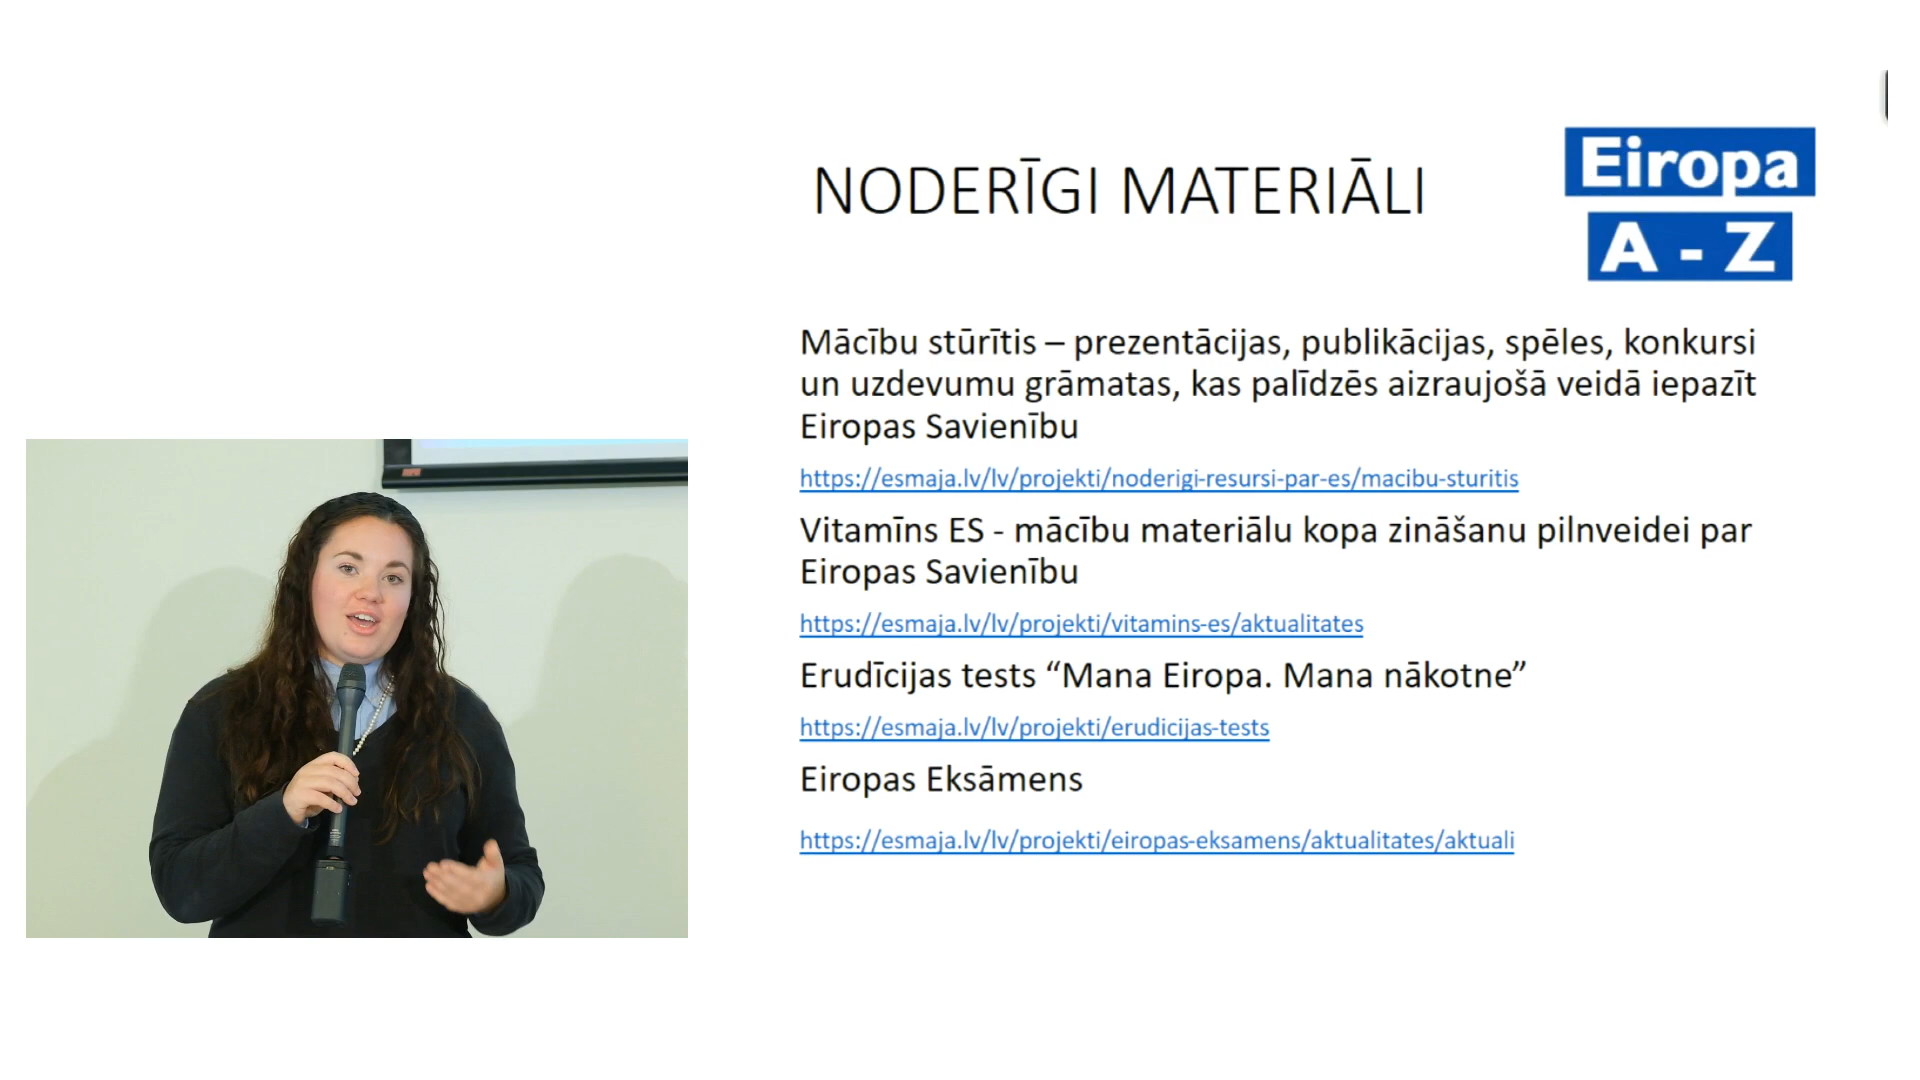 NODERĪGI MATERIĀLI
Eiropa
A - Z
Mācību stūrītis – prezentācijas, publikācijas, spēles, konkursi
un uzdevumu grāmatas, kas palīdzēs aizraujošā veidā iepazīt
Eiropas Savienību
https://esmaja.lv/lv/projekti/noderigi-resursi-par-es/macibu-sturitis
Vitamīns ES - mācību materiālu kopa zināšanu pilnveidei par
Eiropas Savienību
https://esmaja.lv/lv/projekti/vitamins-es/aktualitates
Erudīcijas tests “Mana Eiropa. Mana nākotne”
https://esmaja.lv/lv/projekti/erudicijas-tests
Eiropas Eksāmens
https://esmaja.lv/lv/projekti/eiropas-eksamens/aktualitates/aktuali